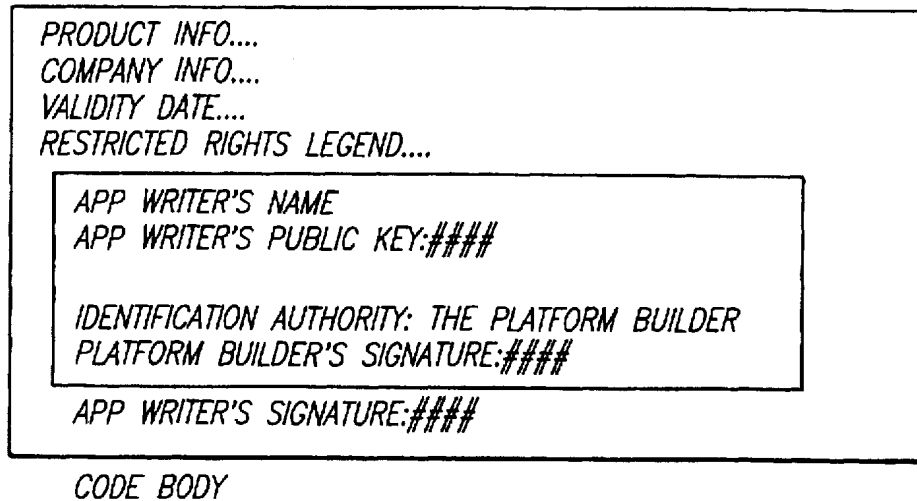 PRODUCT INFO....
COMPANY INFO....
VALIDITY DATE....
RESTRICTED RIGHTS LEGEND....
APP WRITER'S NAME
APP WRITER'S PUBLIC KEY:####
IDENTIFICATION AUTHORITY: THE PLATFORM BUILDER
PLATFORM BUILDER'S SIGNATURE:####
APP WRITER'S SIGNATURE:####
CODE BODY